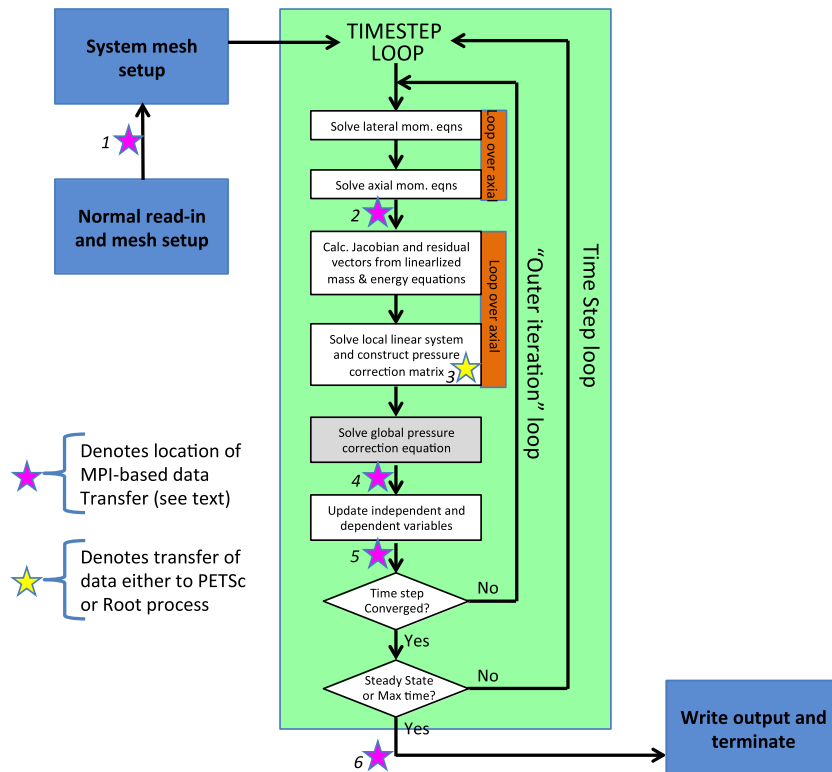 System mesh
setup
TIMESTEP
LOOP
1
Normal read-in
and mesh setup
Solve lateral mom. eqns
Solve axial mom. eqns
Loop over axial
2
Calc. Jacobian and residual
vectors from linearlized
mass & energy equations
Solve local linear system
and construct pressure
correction matrix
3
Loop over axial
Solve global pressure
correction equation
4
Update independent and
dependent variables
5
Time step
Converged?
No
Yes
Steady State
or Max time?
No
Yes
6
"Outer iteration" loop
Time Step loop
Denotes location of
MPI-based data
Transfer (see text)
Denotes transfer of
data either to PETSc
or Root process
Write output and
terminate